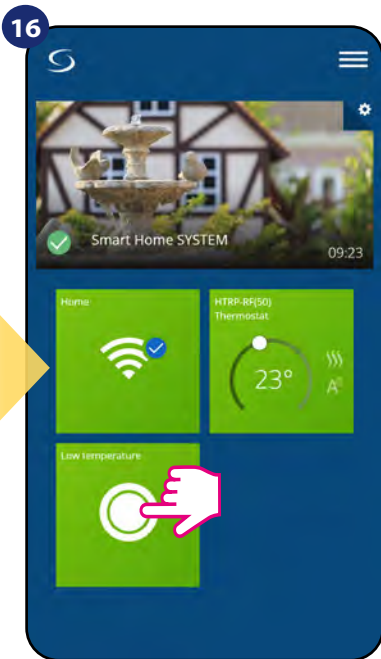 16
Smart Home SYSTEM
09:23
Home
HTRP-RF(50)
Thermostat
23°
A
Low temperature